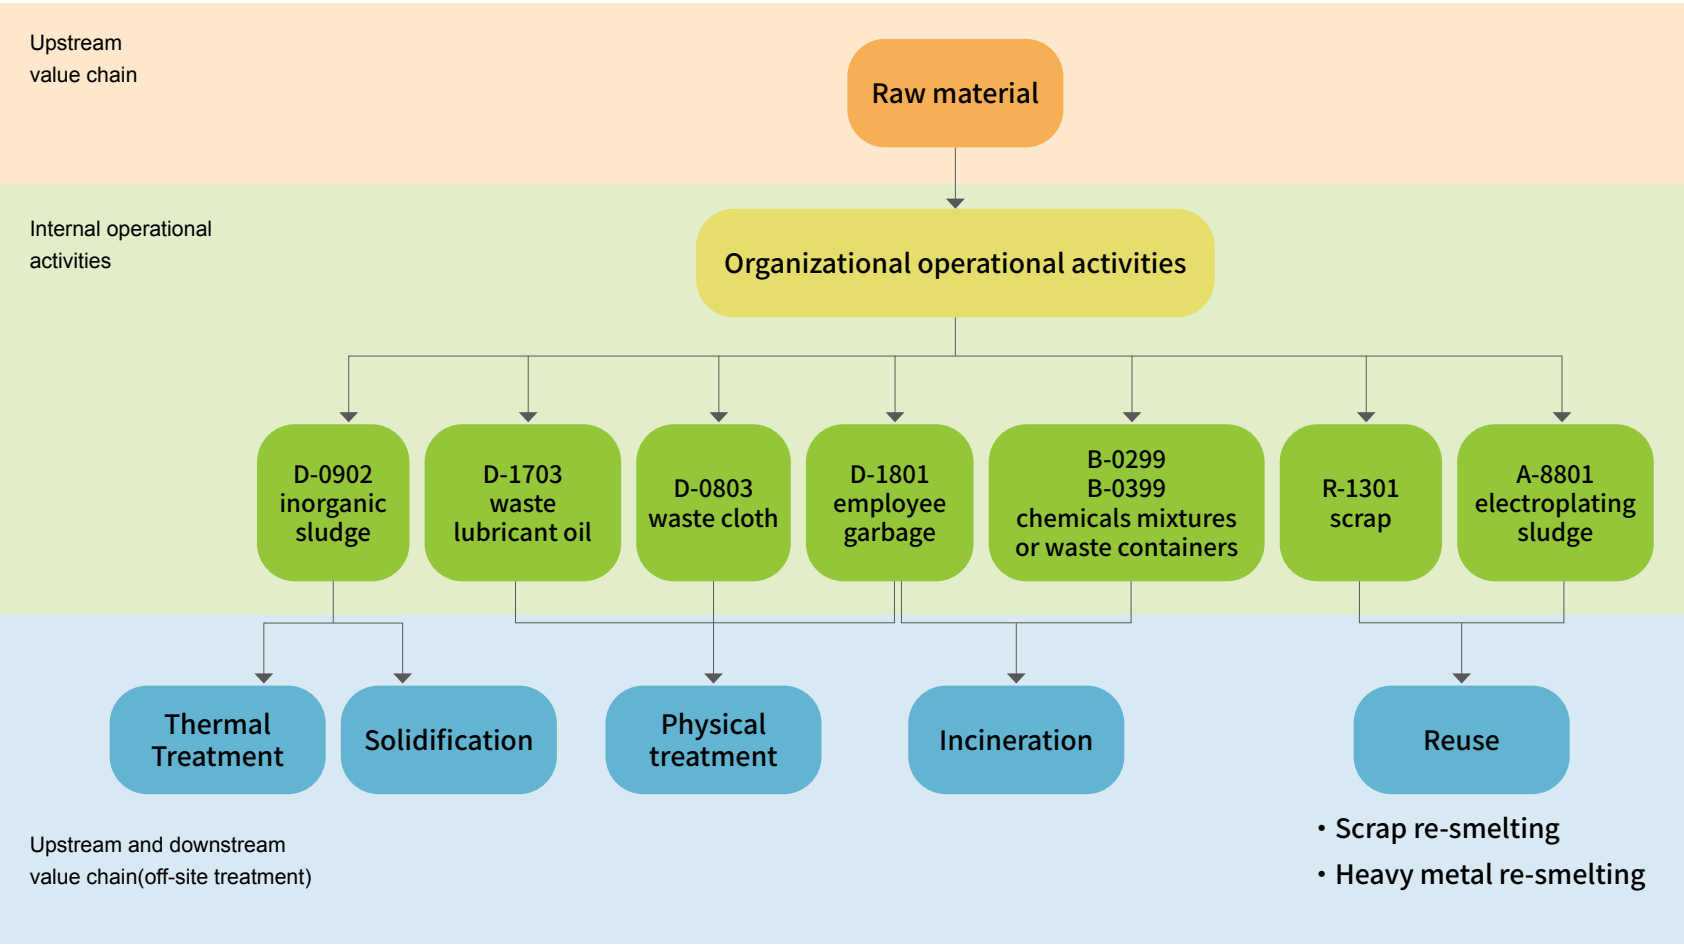 Upstream
value chain
Raw material
Internal operational
activities
Organizational operational activities
D-0902
inorganic
sludge
D-1703
waste
lubricant oil
D-0803
waste cloth
D-1801
employee
garbage
B-0299
B-0399
chemicals mixtures
or waste containers
R-1301
scrap
A-8801
electroplating
sludge
Thermal
Treatment
Solidification
Physical
treatment
Incineration
Reuse
・Scrap re-smelting
・Heavy metal re-smelting
Upstream and downstream
value chain(off-site treatment)